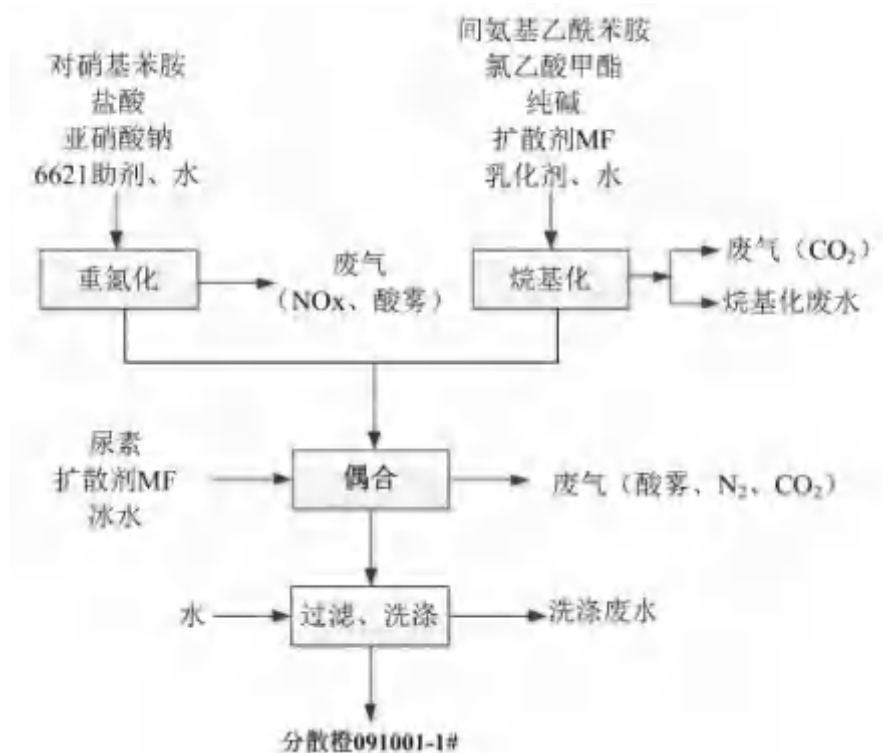 对硝基苯胺
盐酸
亚硝酸钠
6621助剂、水
间氨基乙酰苯胺
氯乙酸甲酯
纯碱
扩散剂MF
乳化剂、水
重氮化
废气
（NOx、酸雾）
烷基化
废气（CO₂）
烷基化废水
尿素
扩散剂MF
冰水
偶合
废气（酸雾、N₂、CO₂）
水
过滤、洗涤
洗涤废水
分散橙091001-1#